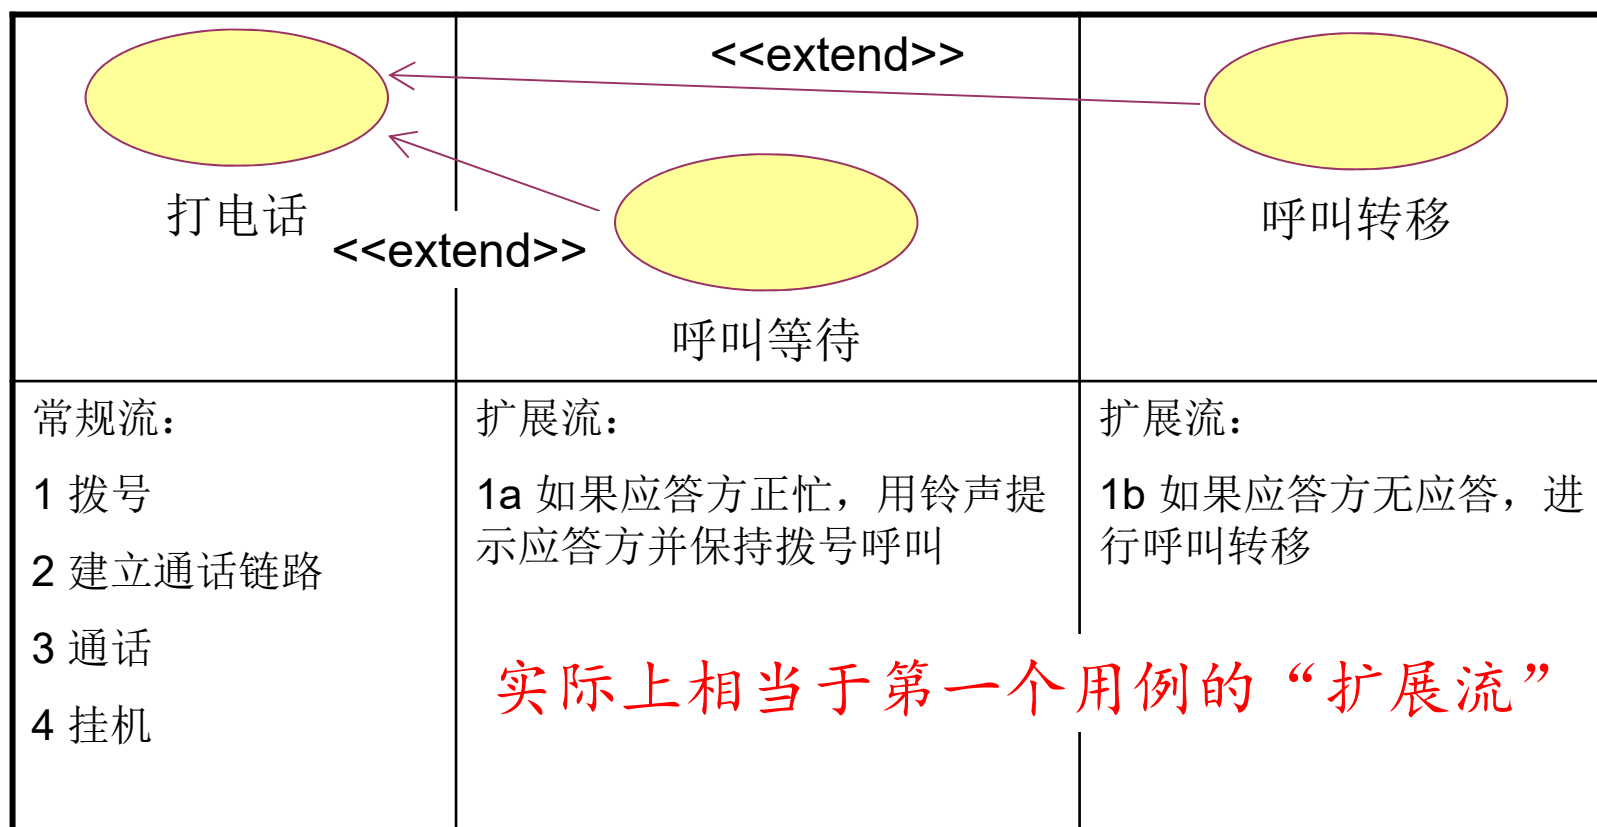 <<extend>>
打电话
呼叫转移
<<extend>>
呼叫等待
常规流：
1 拨号
2 建立通话链路
3 通话
4 挂机
扩展流：
1a 如果应答方正忙，用铃声提
示应答方并保持拨号呼叫
扩展流：
1b 如果应答方无应答，进
行呼叫转移
实际上相当于第一个用例的“扩展流”